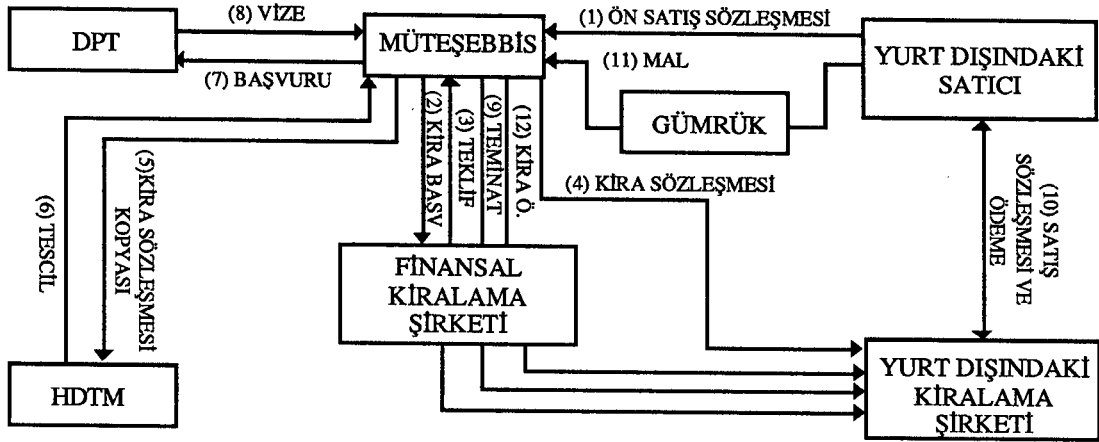 (8) VİZE
(1) ÖN SATIŞ SÖZLEŞMESİ
DPT
MÜTEŞEBBİS
YURT DIŞINDAKİ
SATICI
(7) BAŞVURU
(11) MAL
GÜMRÜK
(2) KİRA BAŞV
(3) TEKLİF
(9) TEMİNAT
(12) KİRA Ö.
(4) KİRA SÖZLEŞMESİ
(6) TESCİL
(5)KİRA SÖZLEŞMESİ
KOPYASI
(10) SATIŞ
SÖZLEŞMESİ VE
ÖDEME
FİNANSAL
KİRALAMA
ŞİRKETİ
HDTM
YURT DIŞINDAKİ
KİRALAMA
ŞİRKETİ